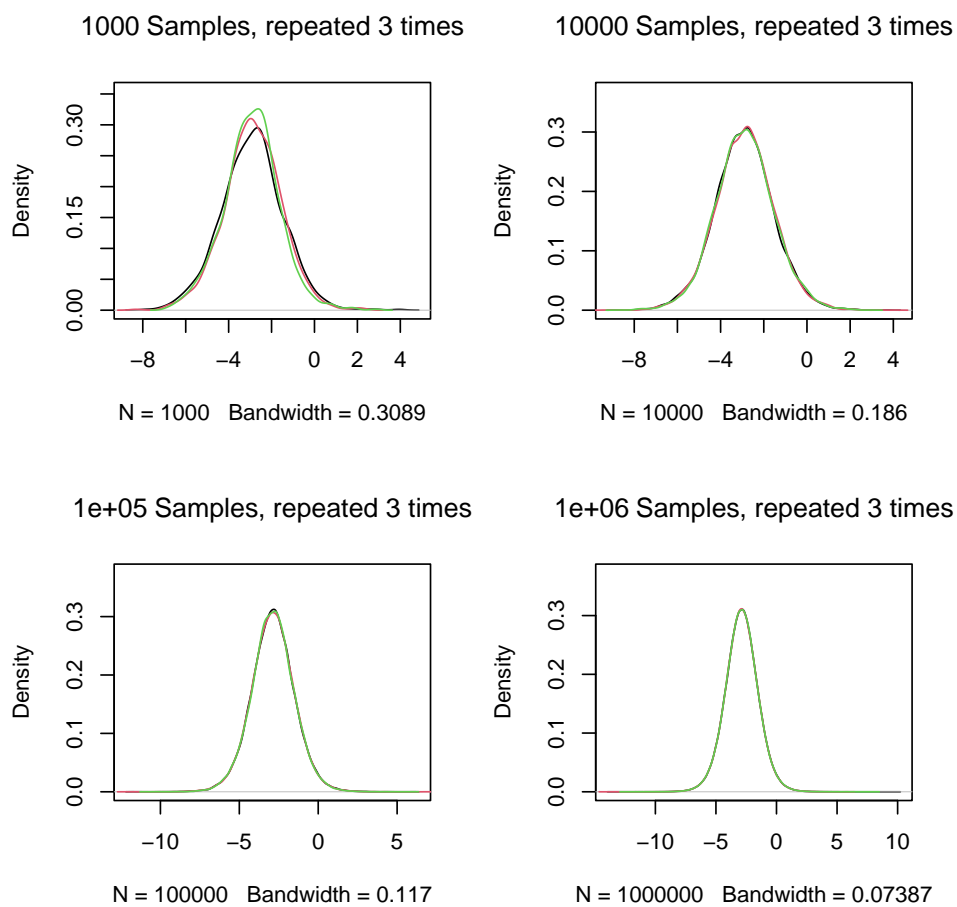 1000 Samples, repeated 3 times
Density
0.00 0.15 0.30
−8 −4 0 2 4
N = 1000 Bandwidth = 0.3089
10000 Samples, repeated 3 times
Density
0.0 0.1 0.2 0.3
−8 −4 0 2 4
N = 10000 Bandwidth = 0.186
1e+05 Samples, repeated 3 times
Density
0.0 0.1 0.2 0.3
−10 −5 0 5
N = 100000 Bandwidth = 0.117
1e+06 Samples, repeated 3 times
Density
0.0 0.1 0.2 0.3
−10 −5 0 5 10
N = 1000000 Bandwidth = 0.07387